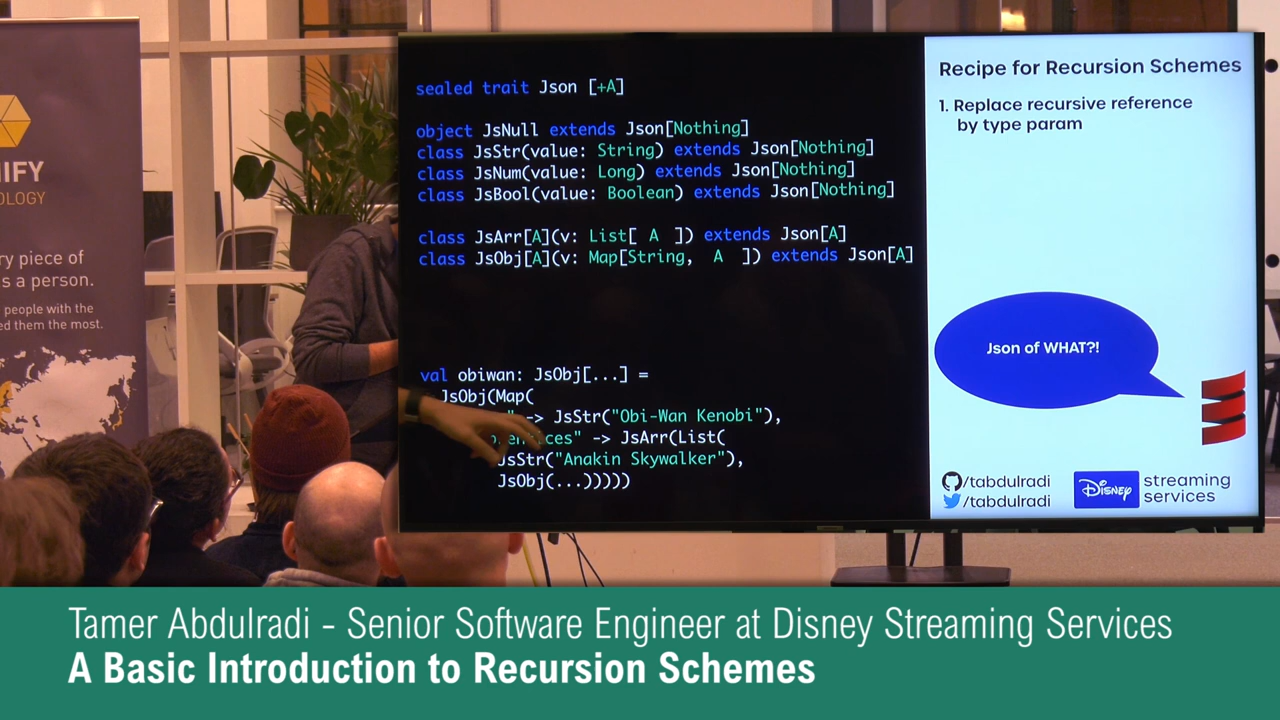 NIFY
OLOGY
ry piece of
s a person.
people with the
ed them the most.
sealed trait Json [+A]
object JsNull extends Json[Nothing]
class JsStr(value: String) extends Json[Nothing]
class JsNum(value: Long) extends Json[Nothing]
class JsBool(value: Boolean) extends Json[Nothing]
class JsArr[A](v: List[ A ]) extends Json[A]
class JsObj[A](v: Map[String, A ]) extends Json[A]
val obiwan: JsObj[...] =
JsObj(Map(
" -> JsStr("Obi-Wan Kenobi"),
" -> JsArr(List(
JsStr("Anakin Skywalker"),
JsObj(...)))))
Recipe for Recursion Schemes
1. Replace recursive reference
by type param
Json of WHAT?!
/tabdulradi
/tabdulradi
Disney
streaming
services
Tamer Abdulradi - Senior Software Engineer at Disney Streaming Services
A Basic Introduction to Recursion Schemes